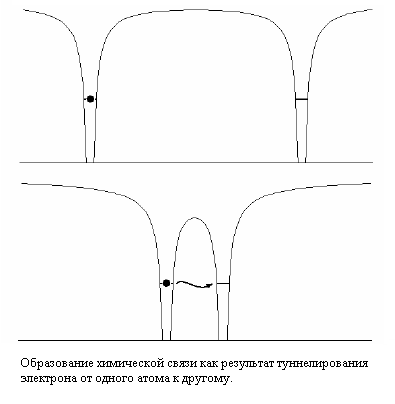 Образование химической связи как результат туннелирования
электрона от одного атома к другому.